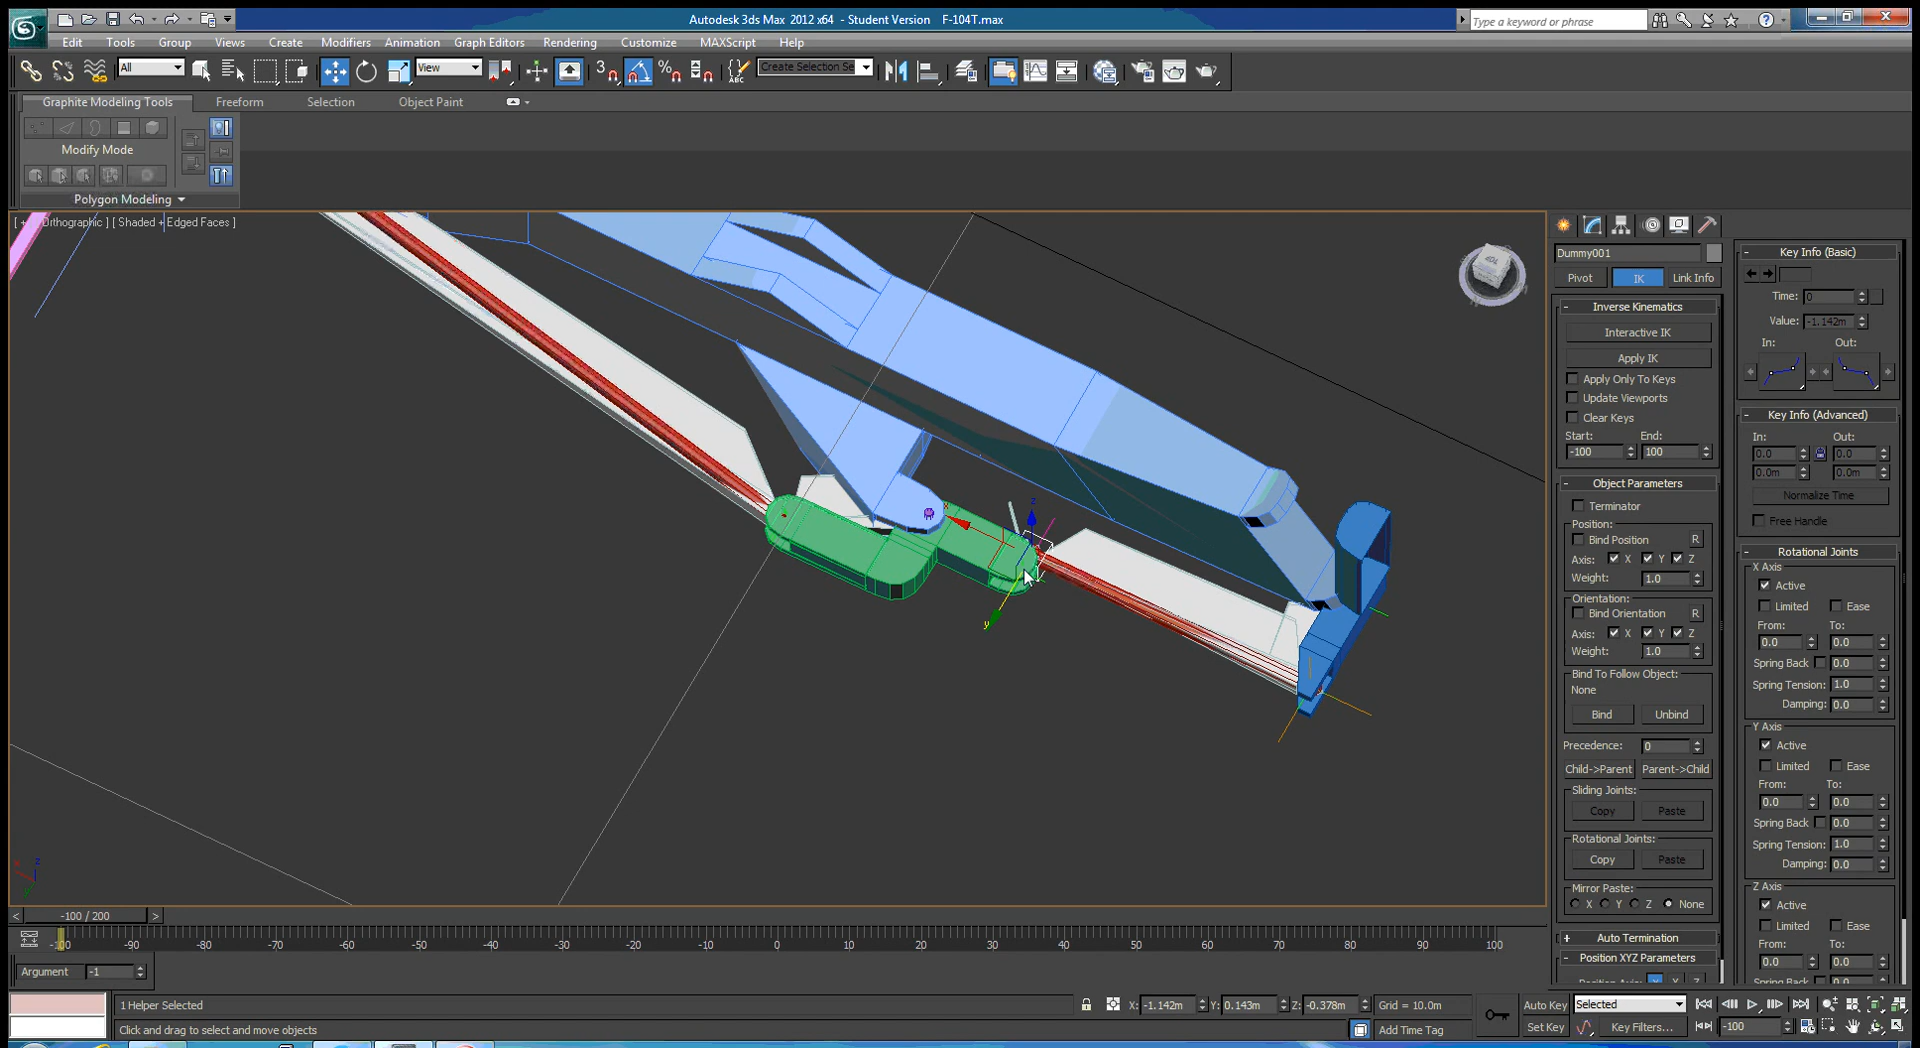 Autodesk 3ds Max 2012 x64 - Student Version F-104T.max
Type a keyword or phrase
Edit Tools Group Views Create Modifiers Animation Graph Editors Rendering Customize MAXScript Help
All View Create Selection Se
Graphite Modeling Tools Freeform Selection Object Paint
Modify Mode
Polygon Modeling
[ + Orthographic ] [ Shaded + Edged Faces ]
Dummy001
Pivot IK Link Info
Inverse Kinematics
Interactive IK
Apply IK
Apply Only To Keys
Update Viewports
Clear Keys
Start: End:
-100 100
Object Parameters
Terminator
Position:
Bind Position R
Axis: X Y Z
Weight: 1.0
Orientation:
Bind Orientation R
Axis: X Y Z
Weight: 1.0
Bind To Follow Object:
None
Bind Unbind
Precedence: 0
Child->Parent Parent->Child
Sliding Joints:
Copy Paste
Rotational Joints:
Copy Paste
Mirror Paste:
X Y Z None
Auto Termination
Position XYZ Parameters
Key Info (Basic)
Time: 0
Value: -1.142m
In: Out:
Key Info (Advanced)
In: Out:
0.0 0.0
0.0m 0.0m
Normalize Time
Free Handle
Rotational Joints
X Axis
Active
Limited Ease
From: To:
0.0 0.0
Spring Back 0.0
Spring Tension: 1.0
Damping: 0.0
Y Axis
Active
Limited Ease
From: To:
0.0 0.0
Spring Back 0.0
Spring Tension: 1.0
Damping: 0.0
Z Axis
Active
Limited Ease
From: To:
0.0 0.0
x z y
< -100 / 200 >
-100 -90 -80 -70 -60 -50 -40 -30 -20 -10 0 10 20 30 40 50 60 70 80 90 100
Argument -1
1 Helper Selected
X: -1.142m Y: 0.143m Z: -0.378m Grid = 10.0m
Auto Key Selected
Click and drag to select and move objects
Add Time Tag
Set Key Key Filters... -100